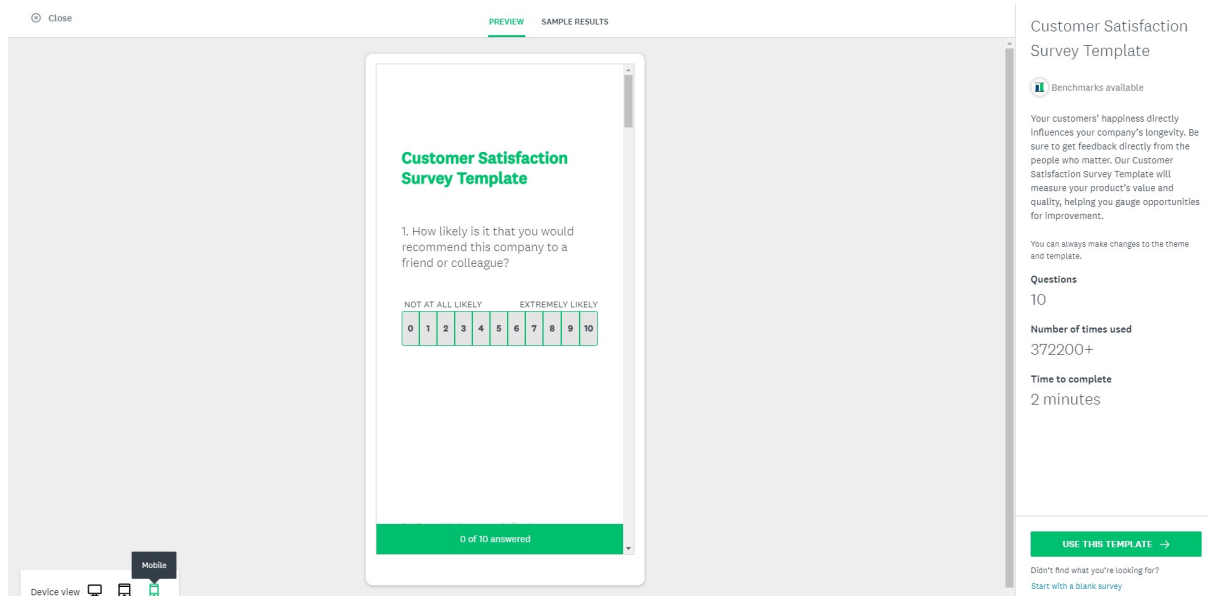 Close
PREVIEW
SAMPLE RESULTS
Customer Satisfaction
Survey Template
1. How likely is it that you would
recommend this company to a
friend or colleague?
NOT AT ALL LIKELY
EXTREMELY LIKELY
0 1 2 3 4 5 6 7 8 9 10
0 of 10 answered
Mobile
Device view
Customer Satisfaction
Survey Template
Benchmarks available
Your customers' happiness directly
influences your company's longevity. Be
sure to get feedback directly from the
people who matter. Our Customer
Satisfaction Survey Template will
measure your product's value and
quality, helping you gauge opportunities
for improvement.
You can always make changes to the theme
and template.
Questions
10
Number of times used
372200+
Time to complete
2 minutes
USE THIS TEMPLATE →
Didn't find what you're looking for?
Start with a blank survey